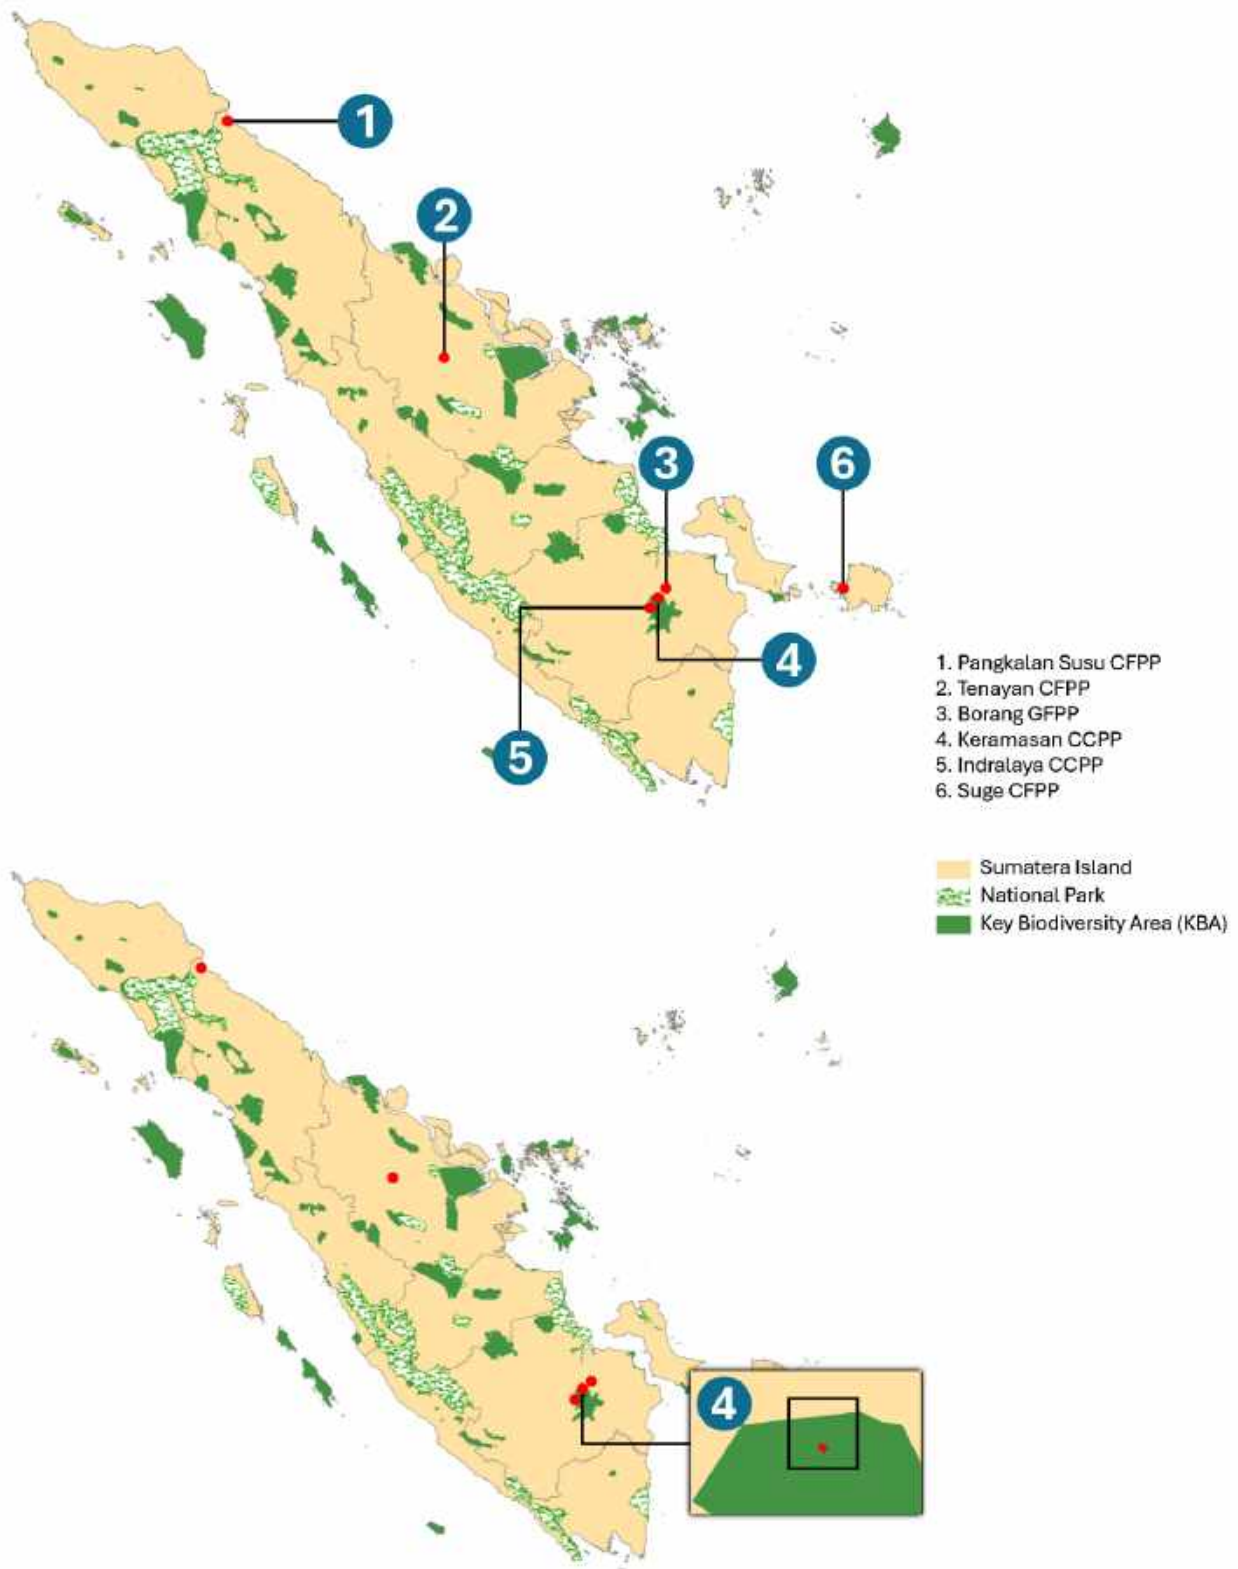 1
2
3
6
4
5
1. Pangkalan Susu CFPP
2. Tenayan CFPP
3. Borang GFPP
4. Keramasan CCPP
5. Indralaya CCPP
6. Suge CFPP
Sumatera Island
National Park
Key Biodiversity Area (KBA)
4